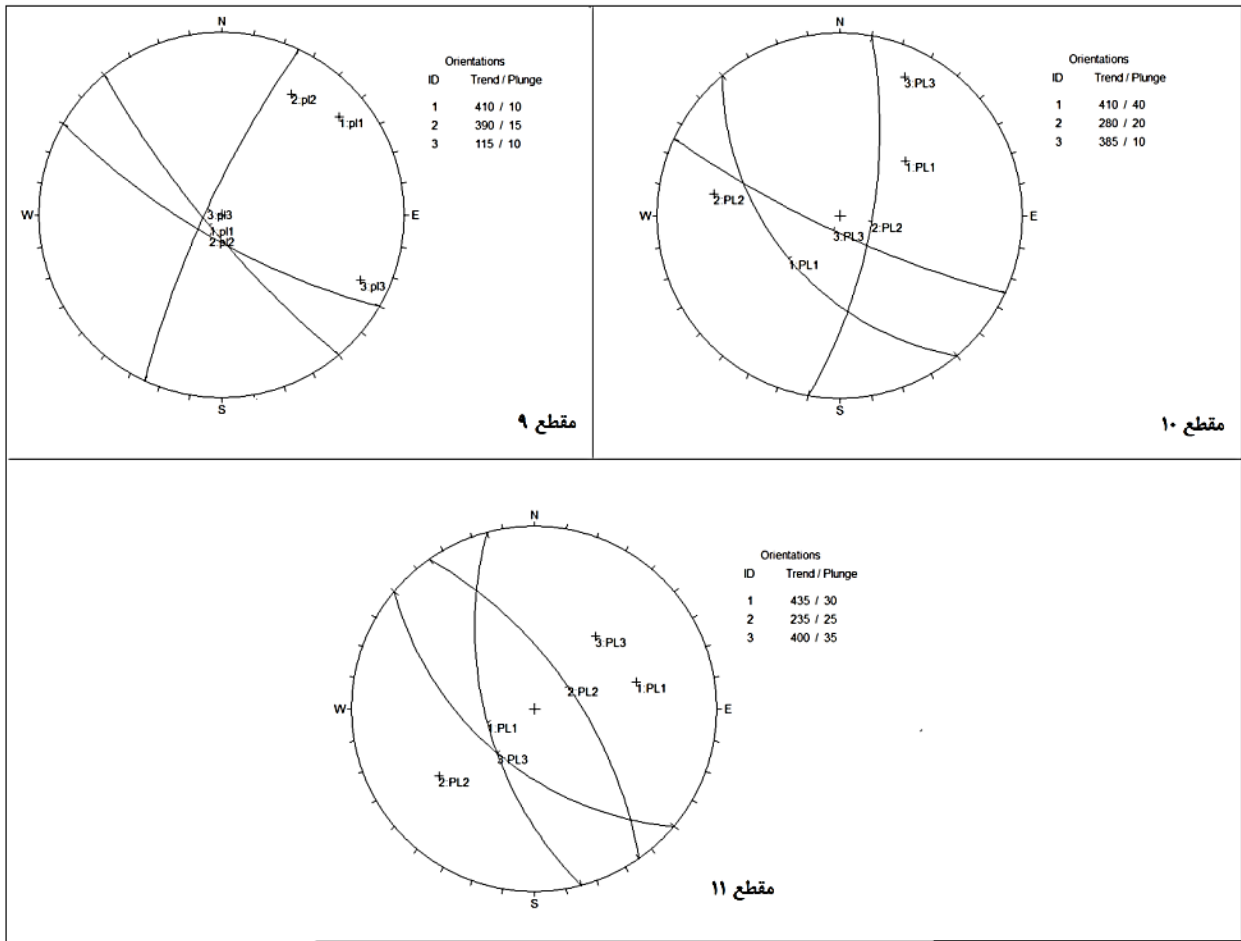 N
W
E
S
2:pl2
1:pl1
3:pl3
1:pl1
2:pl2
3:pl3
Orientations
ID Trend / Plunge
1 410 / 10
2 390 / 15
3 115 / 10
مقطع ۹
N
W
E
S
3:PL3
1:PL1
2:PL2
2:PL2
3:PL3
1:PL1
Orientations
ID Trend / Plunge
1 410 / 40
2 280 / 20
3 385 / 10
مقطع ۱۰
N
W
E
S
3:PL3
2:PL2
1:PL1
1:PL1
3:PL3
2:PL2
Orientations
ID Trend / Plunge
1 435 / 30
2 235 / 25
3 400 / 35
مقطع ۱۱